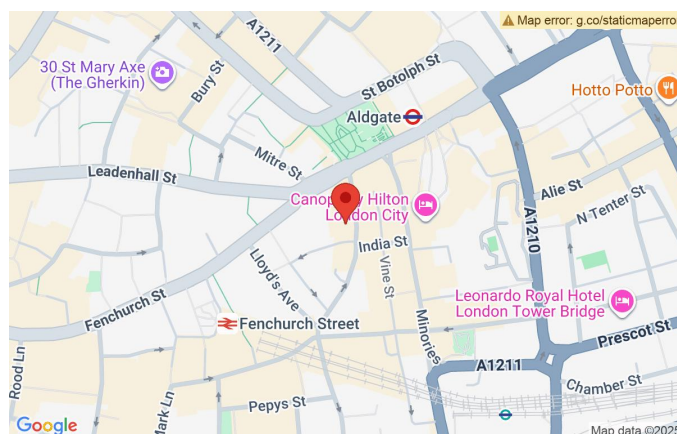 ⚠ Map error: g.co/staticmaperro
A1211
St Botolph St
30 St Mary Axe
(The Gherkin)
Bury St
Hotto Potto
Aldgate
Mitre St
Leadenhall St
Alie St
N Tenter St
Canop y Hilton
London City
A1210
India St
Vine St
Lloyd's Ave
Fenchurch St
Leonardo Royal Hotel
London Tower Bridge
Fenchurch Street
Minories
Prescot St
Rood Ln
A1211
Chamber St
Mark Ln
Pepys St
Google
Map data ©2025